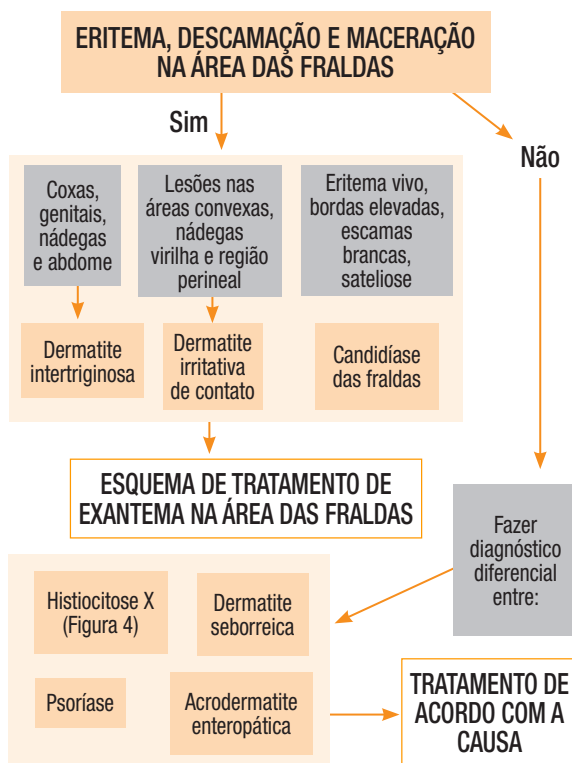 ERITEMA, DESCAMAÇÃO E MACERAÇÃO
NA ÁREA DAS FRALDAS
Sim
Não
Coxas,
genitais,
nádegas
e abdome
Lesões nas
áreas convexas,
nádegas
virilha e região
perineal
Eritema vivo,
bordas elevadas,
escamas
brancas,
sateliose
Dermatite
intertriginosa
Dermatite
irritativa
de contato
Candidíase
das fraldas
ESQUEMA DE TRATAMENTO DE
EXANTEMA NA ÁREA DAS FRALDAS
Fazer
diagnóstico
diferencial
entre:
Histiocitose X
(Figura 4)
Dermatite
seborreica
Psoríase
Acrodermatite
enteropática
TRATAMENTO DE
ACORDO COM A
CAUSA